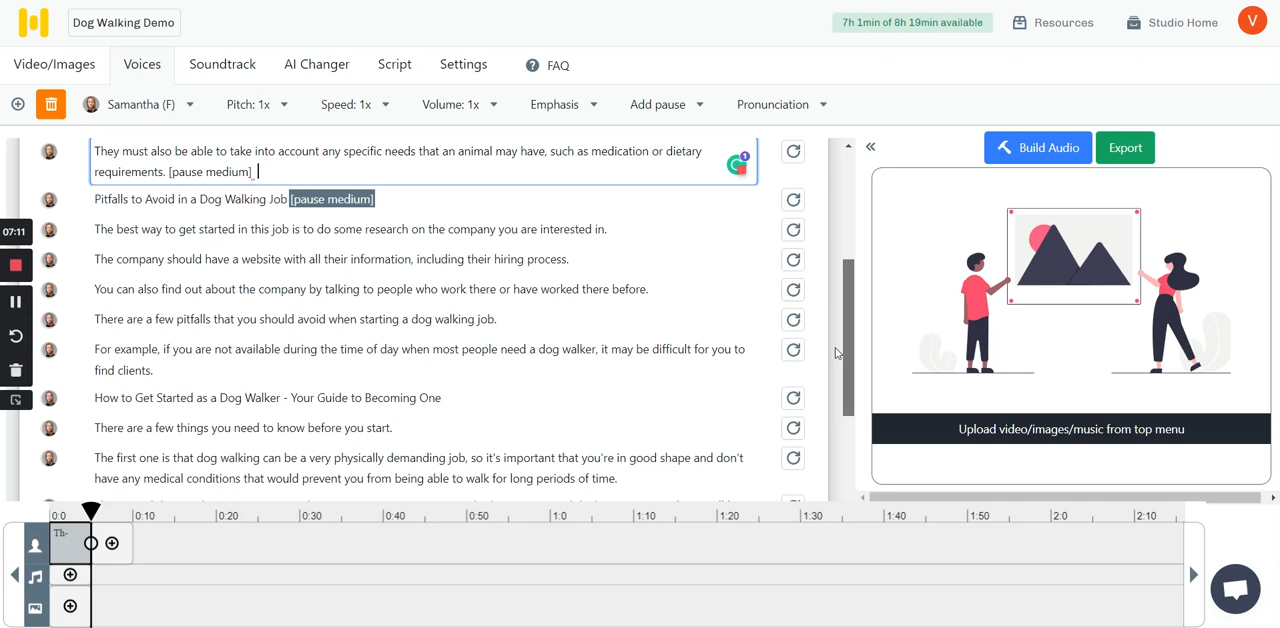 Dog Walking Demo
7h 1min of 8h 19min available
Resources
Studio Home
V
Video/Images
Voices
Soundtrack
AI Changer
Script
Settings
FAQ
Samantha (F)
Pitch: 1x
Speed: 1x
Volume: 1x
Emphasis
Add pause
Pronunciation
They must also be able to take into account any specific needs that an animal may have, such as medication or dietary
requirements. [pause medium]
1
Pitfalls to Avoid in a Dog Walking Job [pause medium]
The best way to get started in this job is to do some research on the company you are interested in.
The company should have a website with all their information, including their hiring process.
You can also find out about the company by talking to people who work there or have worked there before.
There are a few pitfalls that you should avoid when starting a dog walking job.
For example, if you are not available during the time of day when most people need a dog walker, it may be difficult for you to
find clients.
How to Get Started as a Dog Walker - Your Guide to Becoming One
There are a few things you need to know before you start.
The first one is that dog walking can be a very physically demanding job, so it's important that you're in good shape and don't
have any medical conditions that would prevent you from being able to walk for long periods of time.
07:11
Build Audio
Export
Upload video/images/music from top menu
0:0
0:10
0:20
0:30
0:40
0:50
1:0
1:10
1:20
1:30
1:40
1:50
2:0
2:10
Th-